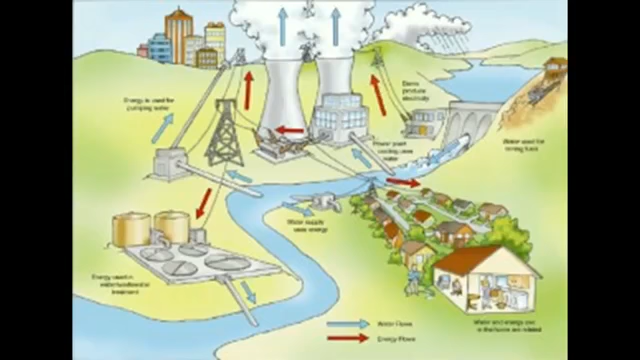 Energy is used for
pumping water
Dams
produce
electricity
Power plant
cooling uses
water
Water used for
mining fuels
Water supply
uses energy
Energy used in
treatment
Water and energy use
in the home are related
Water Flows
Energy Flows